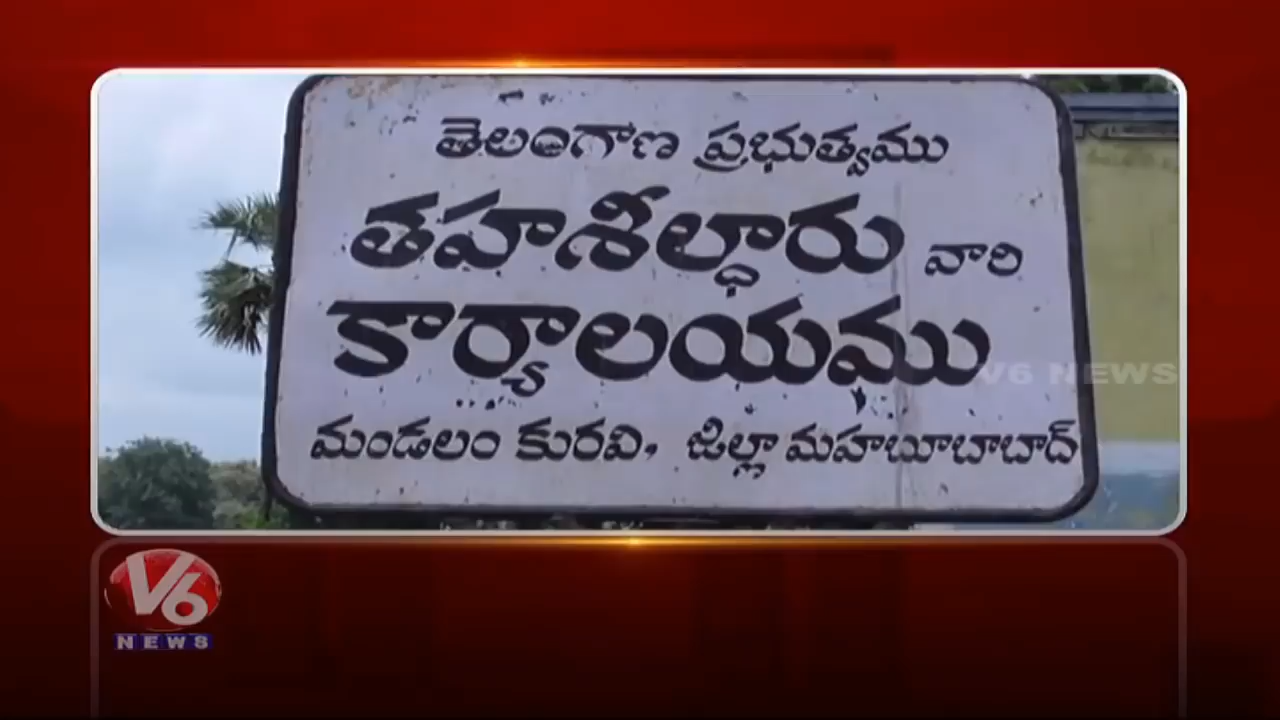 తెలంగాణ ప్రభుత్వము
తహశీల్ధారు వారి
కార్యాలయము
మండలం కురవి, జిల్లా మహబూబాబాద్
V6 NEWS
V6
NEWS